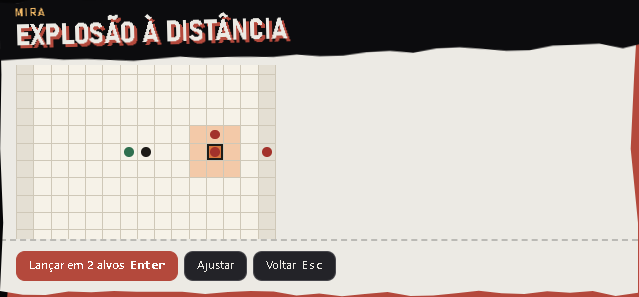 MIRA
EXPLOSÃO À DISTÂNCIA
Lançar em 2 alvos Enter
Ajustar
Voltar Esc